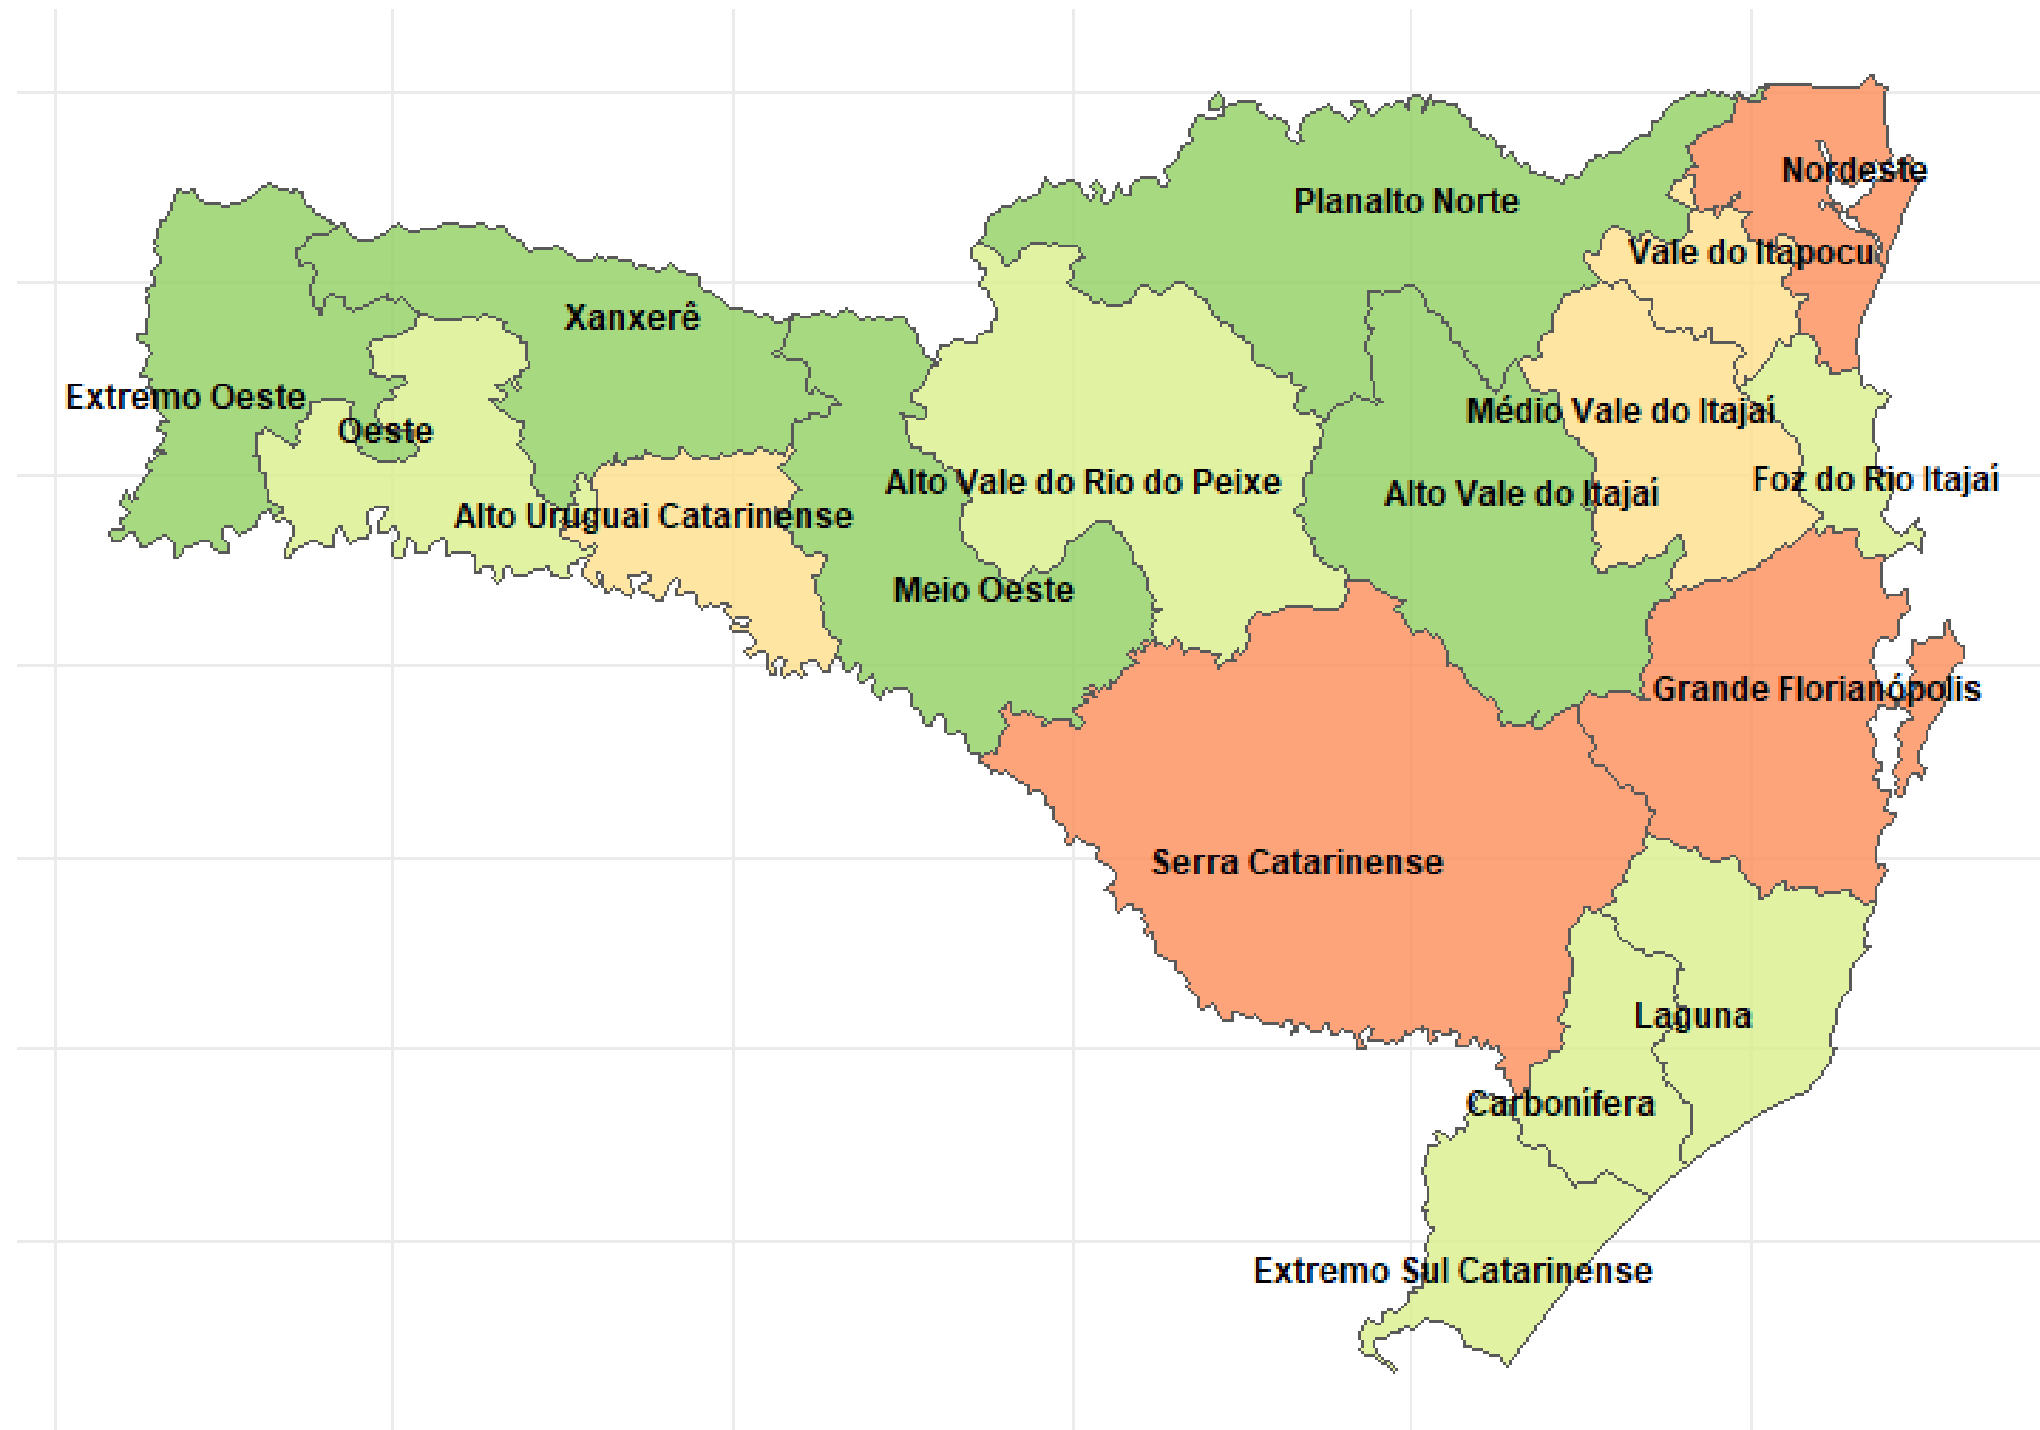 Nordeste
Planalto Norte
Vale do Itapocu
Xanxerê
Extremo Oeste
Médio Vale do Itajaí
Oeste
Foz do Rio Itajaí
Alto Vale do Rio do Peixe
Alto Vale do Itajaí
Alto Uruguai Catarinense
Meio Oeste
Grande Florianópolis
Serra Catarinense
Laguna
Carbonífera
Extremo Sul Catarinense